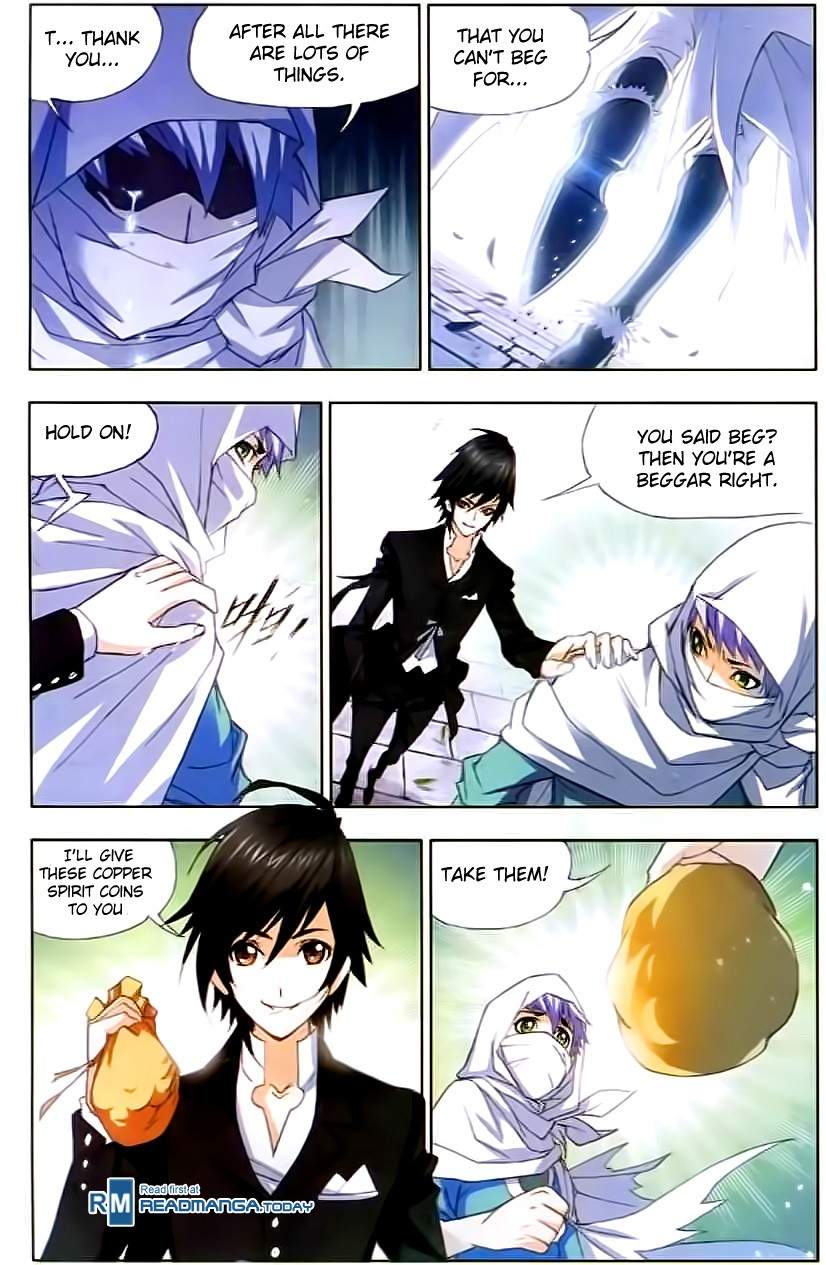 T... THANK
YOU...
AFTER ALL THERE
ARE LOTS OF
THINGS.
THAT YOU
CAN'T BEG
FOR...
HOLD ON!
YOU SAID BEG?
THEN YOU'RE A
BEGGAR RIGHT.
I'LL GIVE
THESE COPPER
SPIRIT COINS
TO YOU
TAKE THEM!
RM
Read first at
READMANGA.TODAY